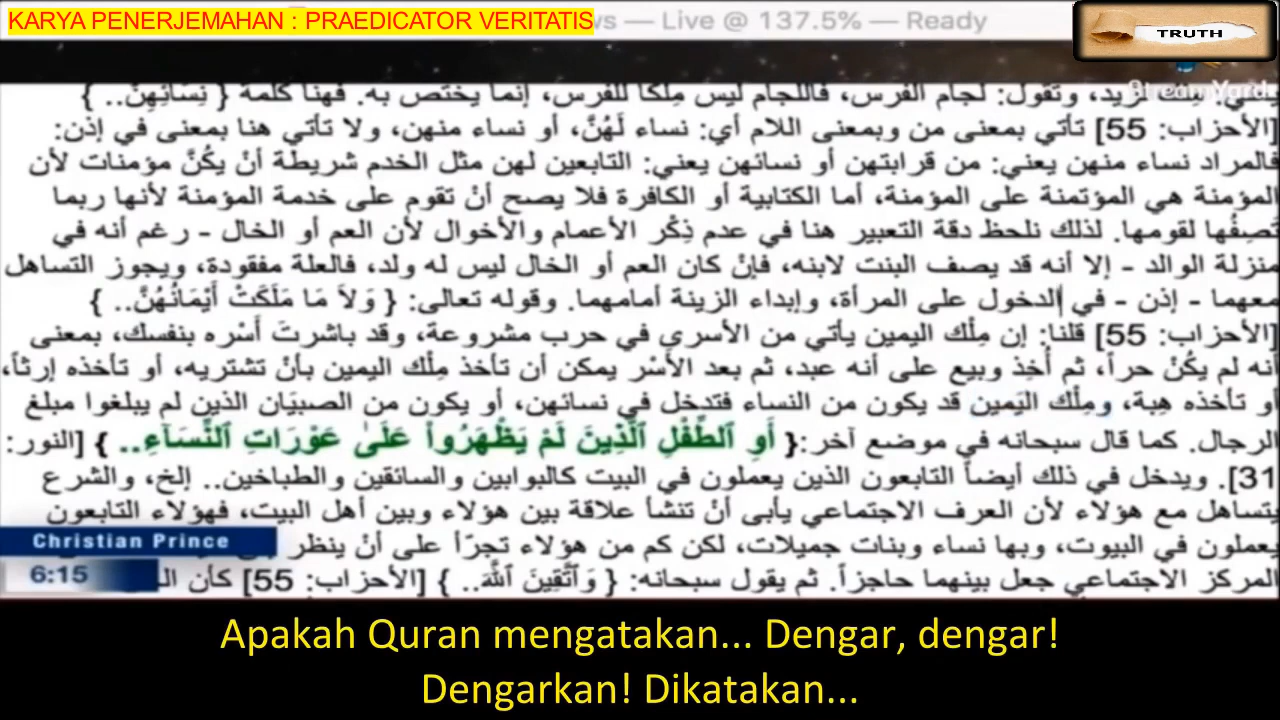 KARYA PENERJEMAHAN : PRAEDICATOR VERITATIS
ws — Live @ 137.5% — Ready
TRUTH
StreamYard
لجام الفرس، فاللجام ليس مِلكاً للفرس، إنما يختص به. فهنا كلمة { نِسَائِهِنَّ.. }
[الأحزاب: 55] تأتي بمعنى من وبمعنى اللام أي: نساء لَهُنَّ، أو نساء منهن، ولا تأتي هنا بمعنى في إذن:
فالمراد نساء منهن يعني: من قرابتهن أو نسائهن يعني: التابعين لهن مثل الخدم شريطة أنْ يكُنَّ مؤمنات لأن
المؤمنة هي المؤتمنة على المؤمنة، أما الكتابية أو الكافرة فلا يصح أنْ تقوم على خدمة المؤمنة لأنها ربما
تصِفُها لقومها. لذلك نلحظ دقة التعبير هنا في عدم ذِكْر الأعمام والأخوال لأن العم أو الخال - رغم أنه في
منزلة الوالد - إلا أنه قد يصف البنت لابنه، فإنْ كان العم أو الخال ليس له ولد، فالعلة مفقودة، ويجوز التساهل
معهما - إذن - في الدخول على المرأة، وإبداء الزينة أمامهما. وقوله تعالى: { وَلاَ مَا مَلَكَتْ أَيْمَانُهُنَّ.. }
[الأحزاب: 55] قلنا: إن مِلْك اليمين يأتي من الأسرى في حرب مشروعة، وقد باشرتَ أَسْره بنفسك، بمعنى
أنه لم يكُنْ حراً، ثم أُخِذ وبيع على أنه عبد، ثم بعد الأَسْر يمكن أن تأخذ مِلْك اليمين بأنْ تشتريه، أو تأخذه إرثاً،
أو تأخذه هِبة، ومِلْك اليَمين قد يكون من النساء فتدخل في نسائهن، أو يكون من الصبيَان الذين لم يبلغوا مبلغ
الرجال. كما قال سبحانه في موضع آخر:{ أَوِ ٱلطِّفْلِ ٱلَّذِينَ لَمْ يَظْهَرُواْ عَلَىٰ عَوْرَاتِ ٱلنِّسَآءِ.. } [النور:
31]. ويدخل في ذلك أيضاً التابعون الذين يعملون في البيت كالبوابين والسائقين والطباخين.. إلخ، والشرع
يتساهل مع هؤلاء لأن العرف الاجتماعي يأبى أنْ تنشأ علاقة بين هؤلاء وبين أهل البيت، فهؤلاء التابعون
يعملون في البيوت، وبها نساء وبنات جميلات، لكن كم من هؤلاء تجرّأ على أنْ ينظر
المركز الاجتماعي جعل بينهما حاجزاً. ثم يقول سبحانه: { وَٱتَّقِينَ ٱللَّهَ.. } [الأحزاب: 55] كأن
Christian Prince
6:15
Apakah Quran mengatakan... Dengar, dengar!
Dengarkan! Dikatakan...